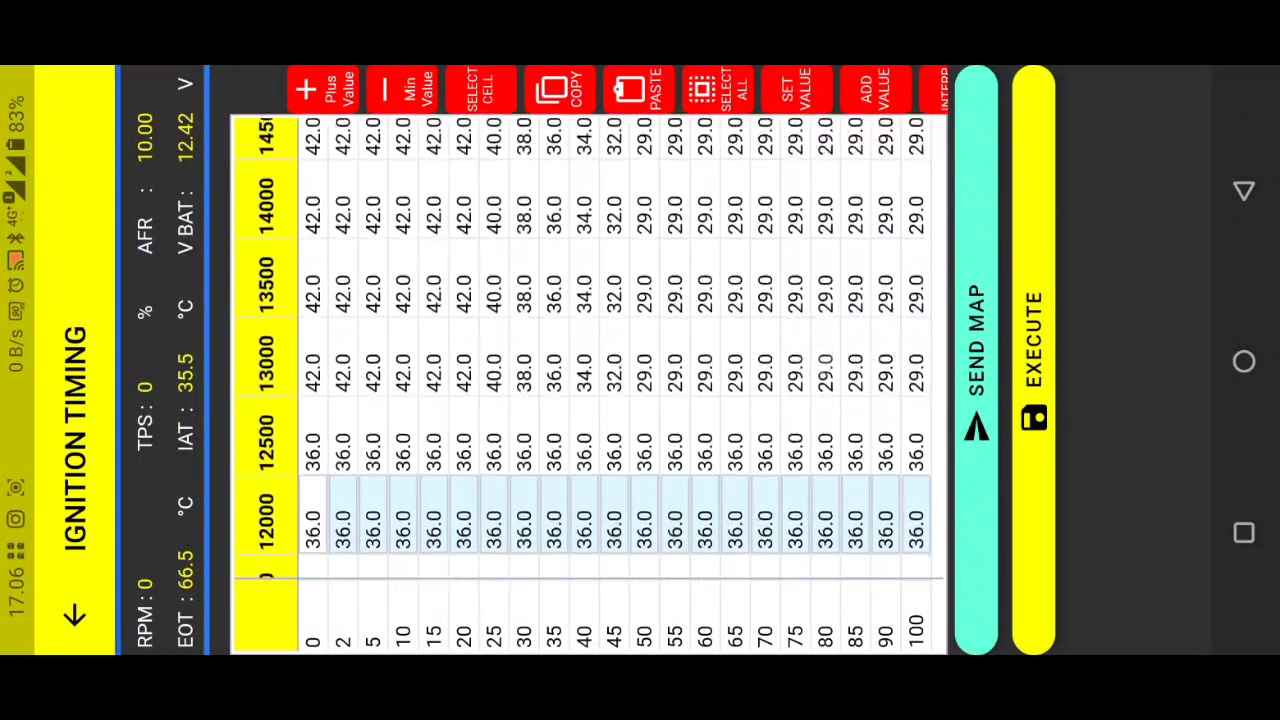 17.06 0 B/s 4G+ 83%
IGNITION TIMING
RPM : 0 TPS : 0 % AFR : 10.00
EOT : 66.5 °C IAT : 35.5 °C V BAT : 12.42 V
12000 12500 13000 13500 14000 1450
0 36.0 36.0 42.0 42.0 42.0 42.0
2 36.0 36.0 42.0 42.0 42.0 42.0
5 36.0 36.0 42.0 42.0 42.0 42.0
10 36.0 36.0 42.0 42.0 42.0 42.0
15 36.0 36.0 42.0 42.0 42.0 42.0
20 36.0 36.0 42.0 42.0 42.0 42.0
25 36.0 36.0 40.0 40.0 40.0 40.0
30 36.0 36.0 38.0 38.0 38.0 38.0
35 36.0 36.0 36.0 36.0 36.0 36.0
40 36.0 36.0 34.0 34.0 34.0 34.0
45 36.0 36.0 32.0 32.0 32.0 32.0
50 36.0 36.0 29.0 29.0 29.0 29.0
55 36.0 36.0 29.0 29.0 29.0 29.0
60 36.0 36.0 29.0 29.0 29.0 29.0
65 36.0 36.0 29.0 29.0 29.0 29.0
70 36.0 36.0 29.0 29.0 29.0 29.0
75 36.0 36.0 29.0 29.0 29.0 29.0
80 36.0 36.0 29.0 29.0 29.0 29.0
85 36.0 36.0 29.0 29.0 29.0 29.0
90 36.0 36.0 29.0 29.0 29.0 29.0
100 36.0 36.0 29.0 29.0 29.0 29.0
Plus
Value
Min
Value
SELECT
CELL
COPY
PASTE
SELECT
ALL
SET
VALUE
ADD
VALUE
INTERP
SEND MAP
EXECUTE